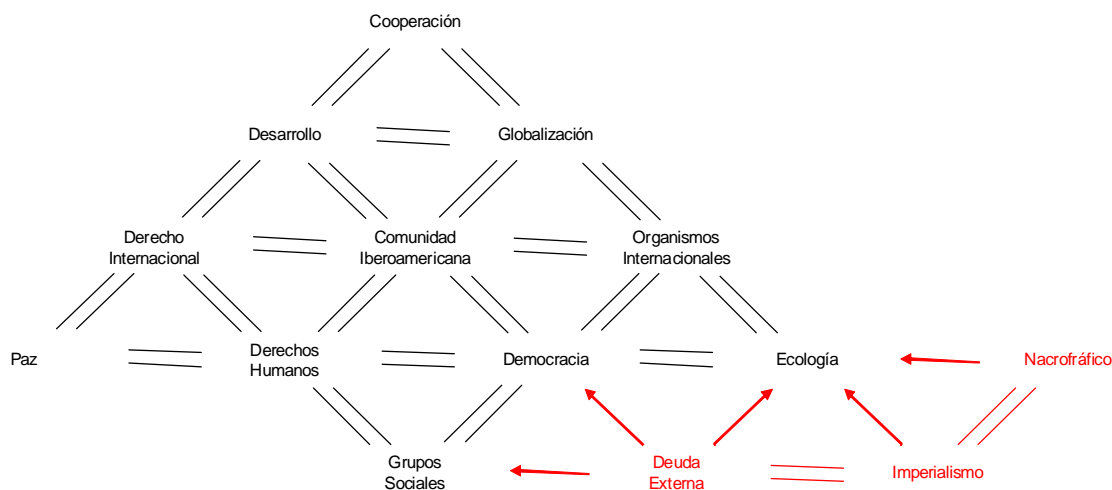 Cooperación
Desarrollo
Globalización
Derecho
Internacional
Comunidad
Iberoamericana
Organismos
Internacionales
Paz
Derechos
Humanos
Democracia
Ecología
Nacrofráfico
Grupos
Sociales
Deuda
Externa
Imperialismo